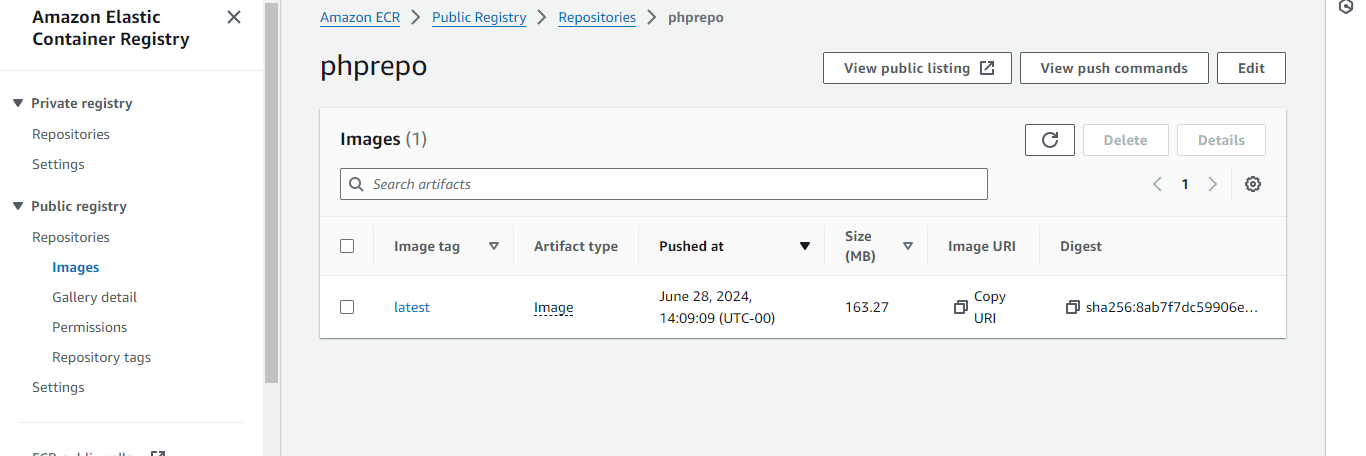 Amazon Elastic
Container Registry
Private registry
Repositories
Settings
Public registry
Repositories
Images
Gallery detail
Permissions
Repository tags
Settings
Amazon ECR > Public Registry > Repositories > phprepo
phprepo
View public listing View push commands Edit
Images (1)
Delete Details
Search artifacts
1
Image tag Artifact type Pushed at Size (MB) Image URI Digest
latest Image June 28, 2024, 14:09:09 (UTC-00) 163.27 Copy URI sha256:8ab7f7dc59906e...